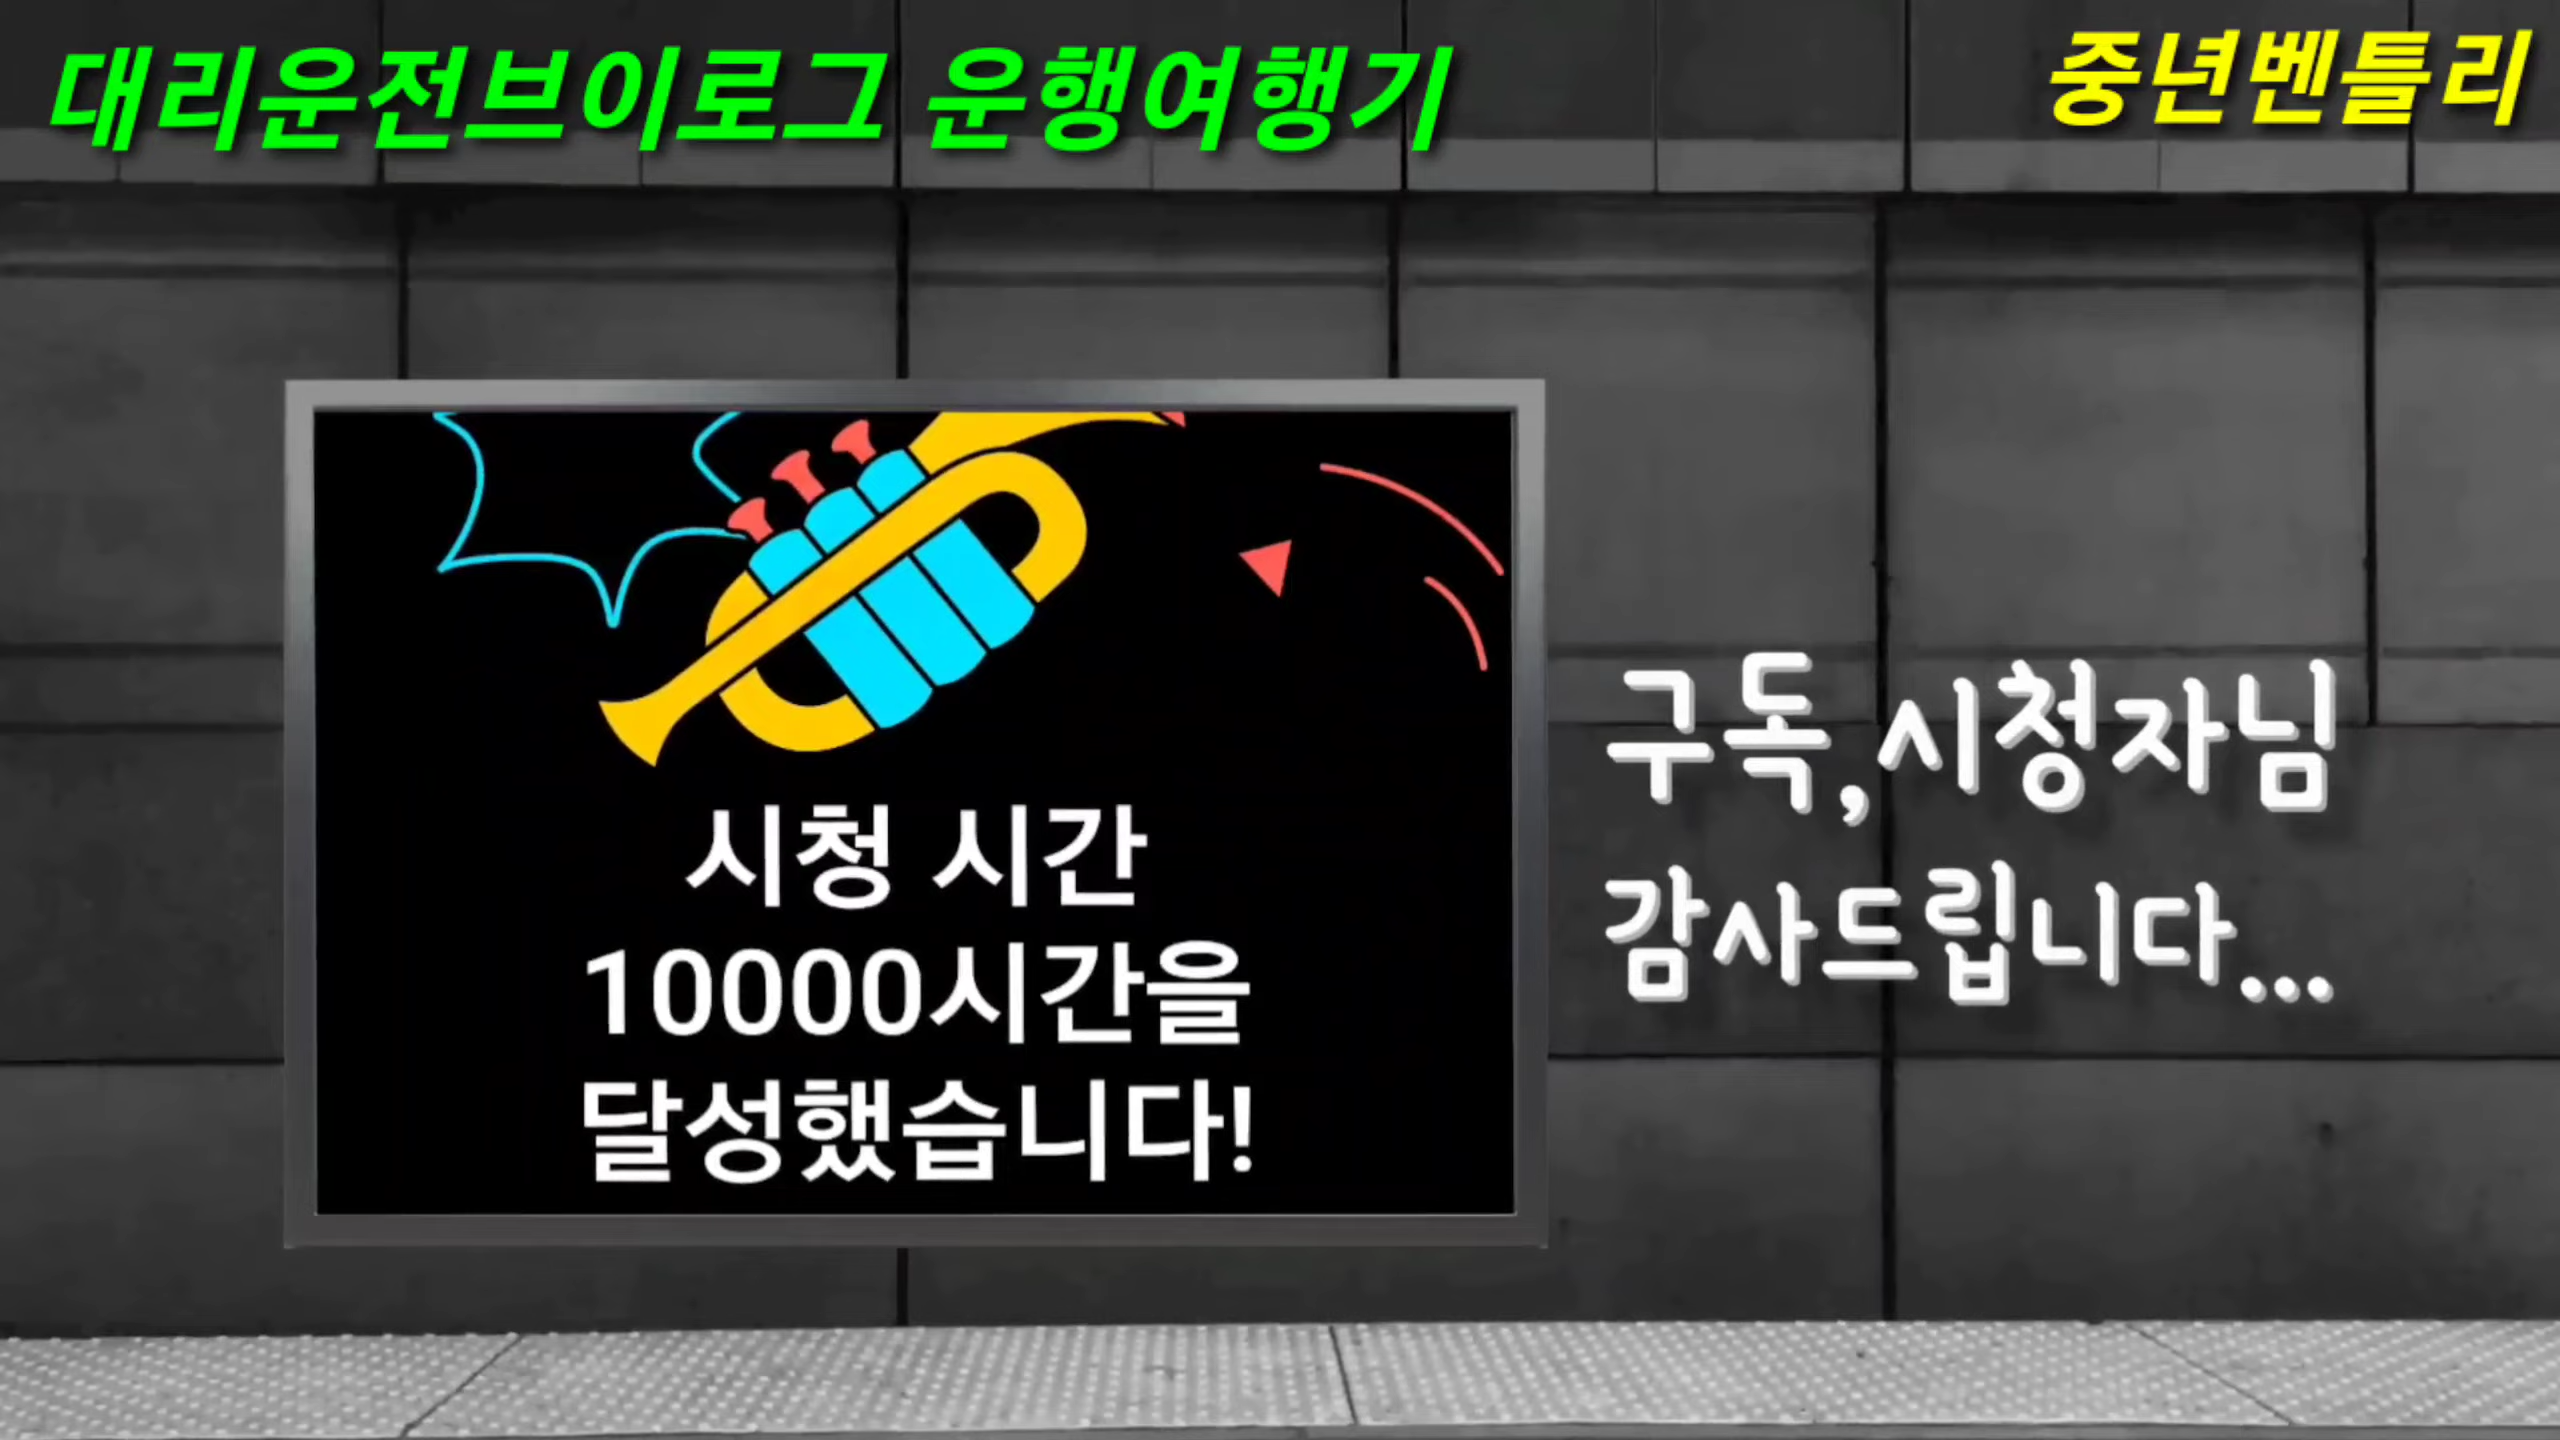 대리운전브이로그 운행여행기
중년벤틀리
시청 시간
10000시간을
달성했습니다!
구독,시청자님
감사드립니다...